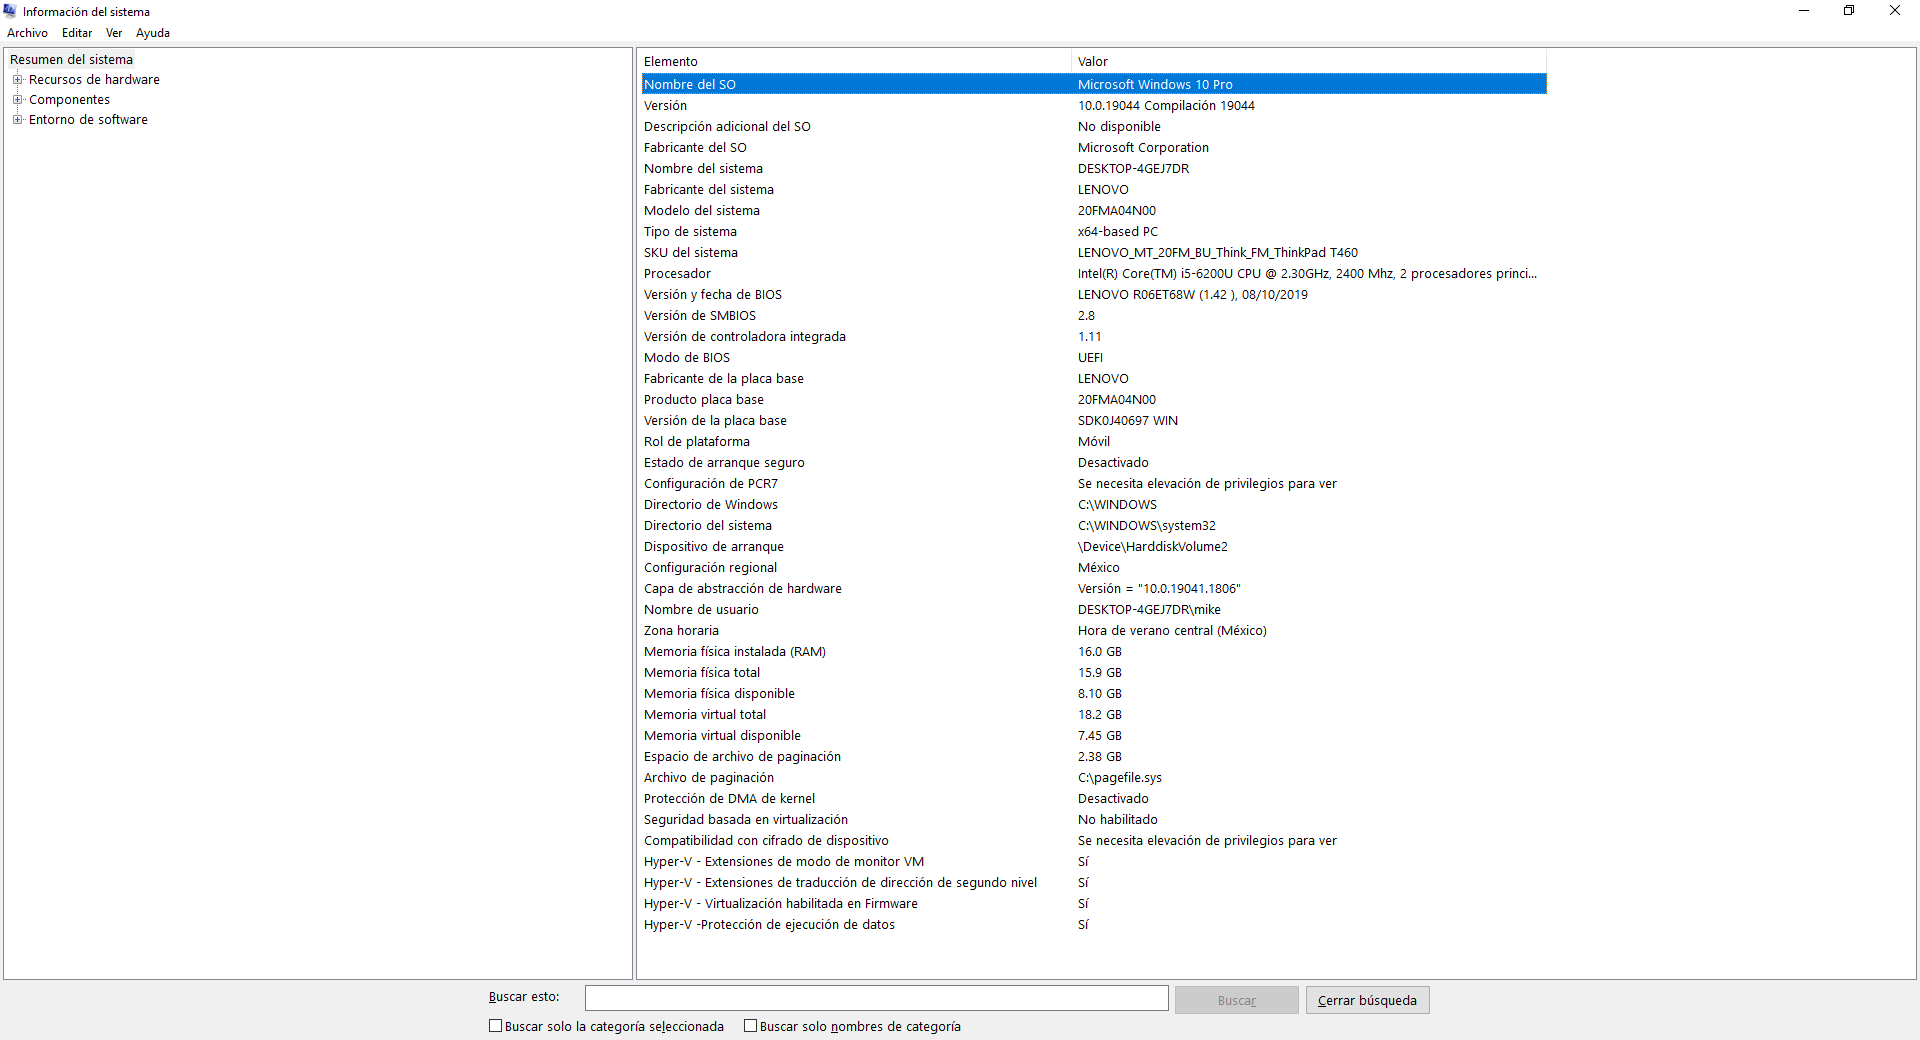 Información del sistema
Archivo Editar Ver Ayuda
Resumen del sistema
Recursos de hardware
Componentes
Entorno de software
Elemento Valor
Nombre del SO Microsoft Windows 10 Pro
Versión 10.0.19044 Compilación 19044
Descripción adicional del SO No disponible
Fabricante del SO Microsoft Corporation
Nombre del sistema DESKTOP-4GEJ7DR
Fabricante del sistema LENOVO
Modelo del sistema 20FMA04N00
Tipo de sistema x64-based PC
SKU del sistema LENOVO_MT_20FM_BU_Think_FM_ThinkPad T460
Procesador Intel(R) Core(TM) i5-6200U CPU @ 2.30GHz, 2400 Mhz, 2 procesadores princi...
Versión y fecha de BIOS LENOVO R06ET68W (1.42 ), 08/10/2019
Versión de SMBIOS 2.8
Versión de controladora integrada 1.11
Modo de BIOS UEFI
Fabricante de la placa base LENOVO
Producto placa base 20FMA04N00
Versión de la placa base SDK0J40697 WIN
Rol de plataforma Móvil
Estado de arranque seguro Desactivado
Configuración de PCR7 Se necesita elevación de privilegios para ver
Directorio de Windows C:\WINDOWS
Directorio del sistema C:\WINDOWS\system32
Dispositivo de arranque \Device\HarddiskVolume2
Configuración regional México
Capa de abstracción de hardware Versión = "10.0.19041.1806"
Nombre de usuario DESKTOP-4GEJ7DR\mike
Zona horaria Hora de verano central (México)
Memoria física instalada (RAM) 16.0 GB
Memoria física total 15.9 GB
Memoria física disponible 8.10 GB
Memoria virtual total 18.2 GB
Memoria virtual disponible 7.45 GB
Espacio de archivo de paginación 2.38 GB
Archivo de paginación C:\pagefile.sys
Protección de DMA de kernel Desactivado
Seguridad basada en virtualización No habilitado
Compatibilidad con cifrado de dispositivo Se necesita elevación de privilegios para ver
Hyper-V - Extensiones de modo de monitor VM Sí
Hyper-V - Extensiones de traducción de dirección de segundo nivel Sí
Hyper-V - Virtualización habilitada en Firmware Sí
Hyper-V -Protección de ejecución de datos Sí
Buscar esto: Buscar Cerrar búsqueda
Buscar solo la categoría seleccionada Buscar solo nombres de categoría